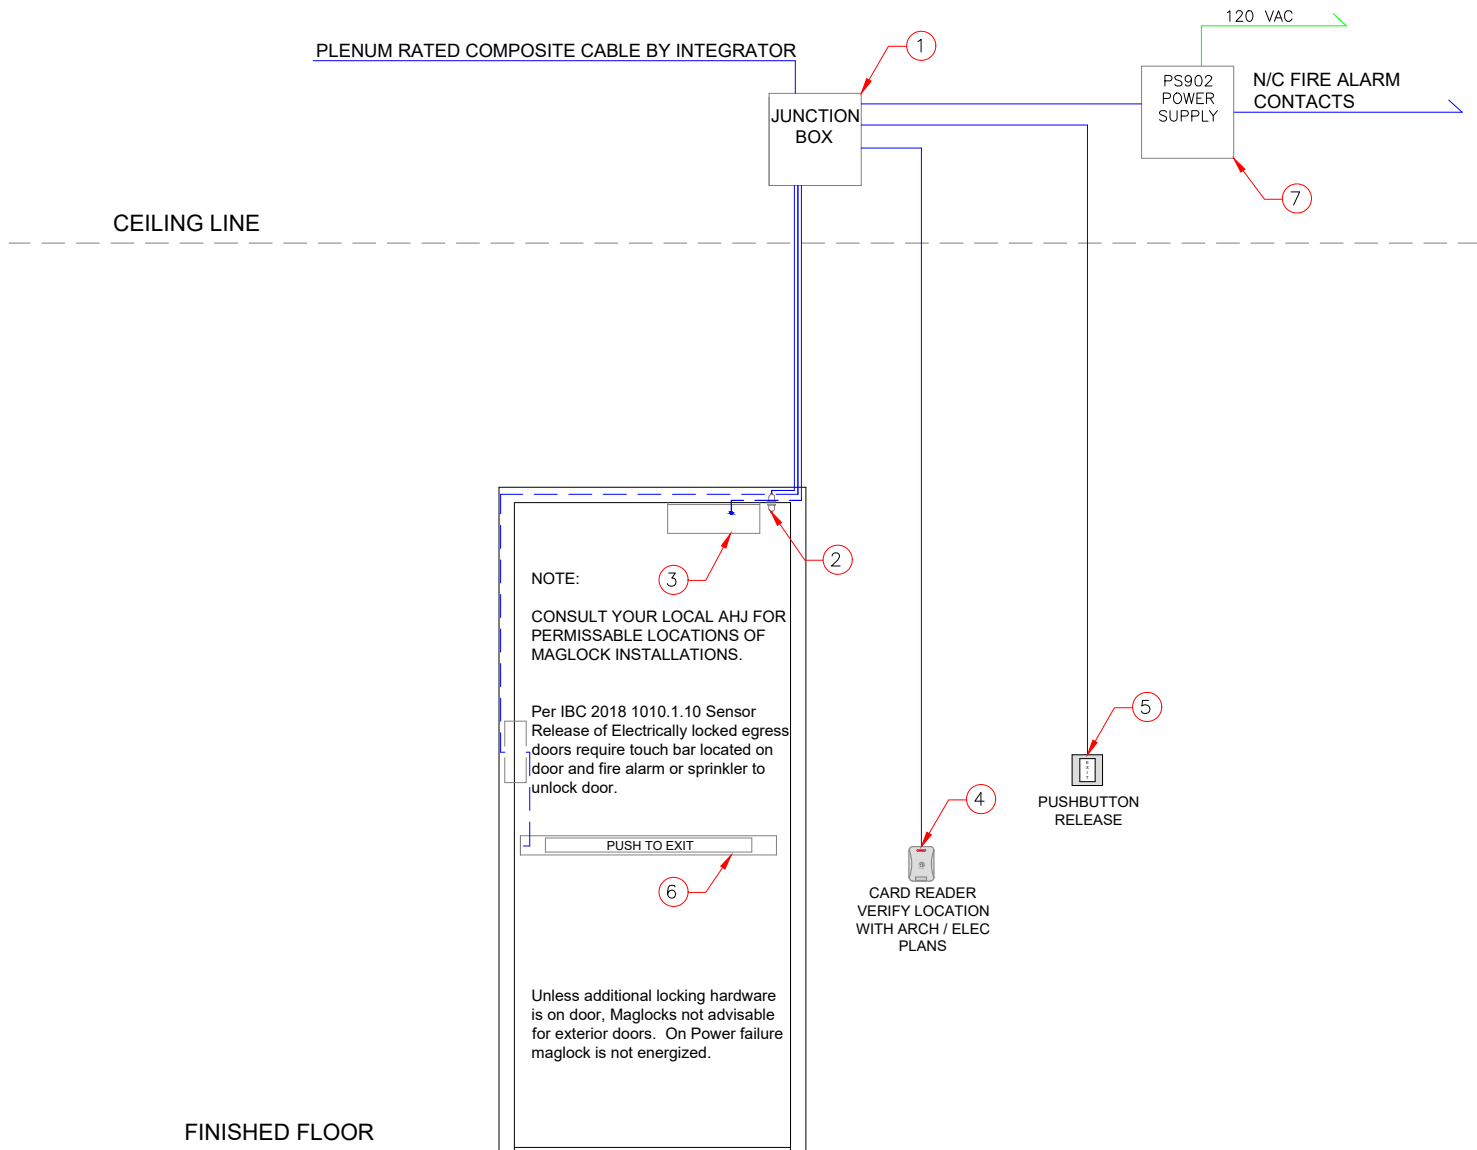 120 VAC
PLENUM RATED COMPOSITE CABLE BY INTEGRATOR
1
JUNCTION
BOX
PS902
POWER
SUPPLY
N/C FIRE ALARM
CONTACTS
7
CEILING LINE
2
3
NOTE:
CONSULT YOUR LOCAL AHJ FOR
PERMISSABLE LOCATIONS OF
MAGLOCK INSTALLATIONS.
Per IBC 2018 1010.1.10 Sensor
Release of Electrically locked egress
doors require touch bar located on
door and fire alarm or sprinkler to
unlock door.
5
EXIT
PUSHBUTTON
RELEASE
4
CARD READER
VERIFY LOCATION
WITH ARCH / ELEC
PLANS
PUSH TO EXIT
6
Unless additional locking hardware
is on door, Maglocks not advisable
for exterior doors.  On Power failure
maglock is not energized.
FINISHED FLOOR